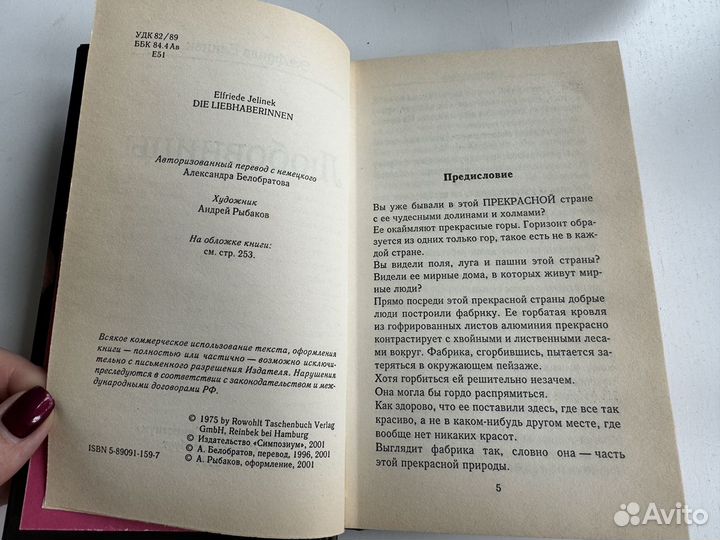 УДК 82/89
ББК 84.4 Ав
Е51
Elfriede Jelinek
DIE LIEBHABERINNEN
Авторизованный перевод с немецкого
Александра Белобратова
Художник
Андрей Рыбаков
На обложке книги:
см. стр. 253.
Всякое коммерческое использование текста, оформления
книги — полностью или частично — возможно исключи-
тельно с письменного разрешения Издателя. Нарушения
преследуются в соответствии с законодательством и меж-
дународными договорами РФ.
© 1975 by Rowohlt Taschenbuch Verlag
GmbH, Reinbek bei Hamburg
© Издательство «Симпозиум», 2001
© А. Белобратов, перевод, 1996, 2001
© А. Рыбаков, оформление, 2001
ISBN 5-89091-159-7
Предисловие
Вы уже бывали в этой ПРЕКРАСНОЙ стране
с ее чудесными долинами и холмами?
Ее окаймляют прекрасные горы. Горизонт обра-
зуется из одних только гор, такое есть не в каж-
дой стране.
Вы видели поля, луга и пашни этой страны?
Видели ее мирные дома, в которых живут мир-
ные люди?
Прямо посреди этой прекрасной страны добрые
люди построили фабрику. Ее горбатая кровля
из гофрированных листов алюминия прекрасно
контрастирует с хвойными и лиственными леса-
ми вокруг. Фабрика, сгорбившись, пытается за-
теряться в окружающем пейзаже.
Хотя горбиться ей решительно незачем.
Она могла бы гордо распрямиться.
Как здорово, что ее поставили здесь, где все так
красиво, а не в каком-нибудь другом месте, где
вообще нет никаких красот.
Выглядит фабрика так, словно она — часть
этой прекрасной природы.
5
Avito